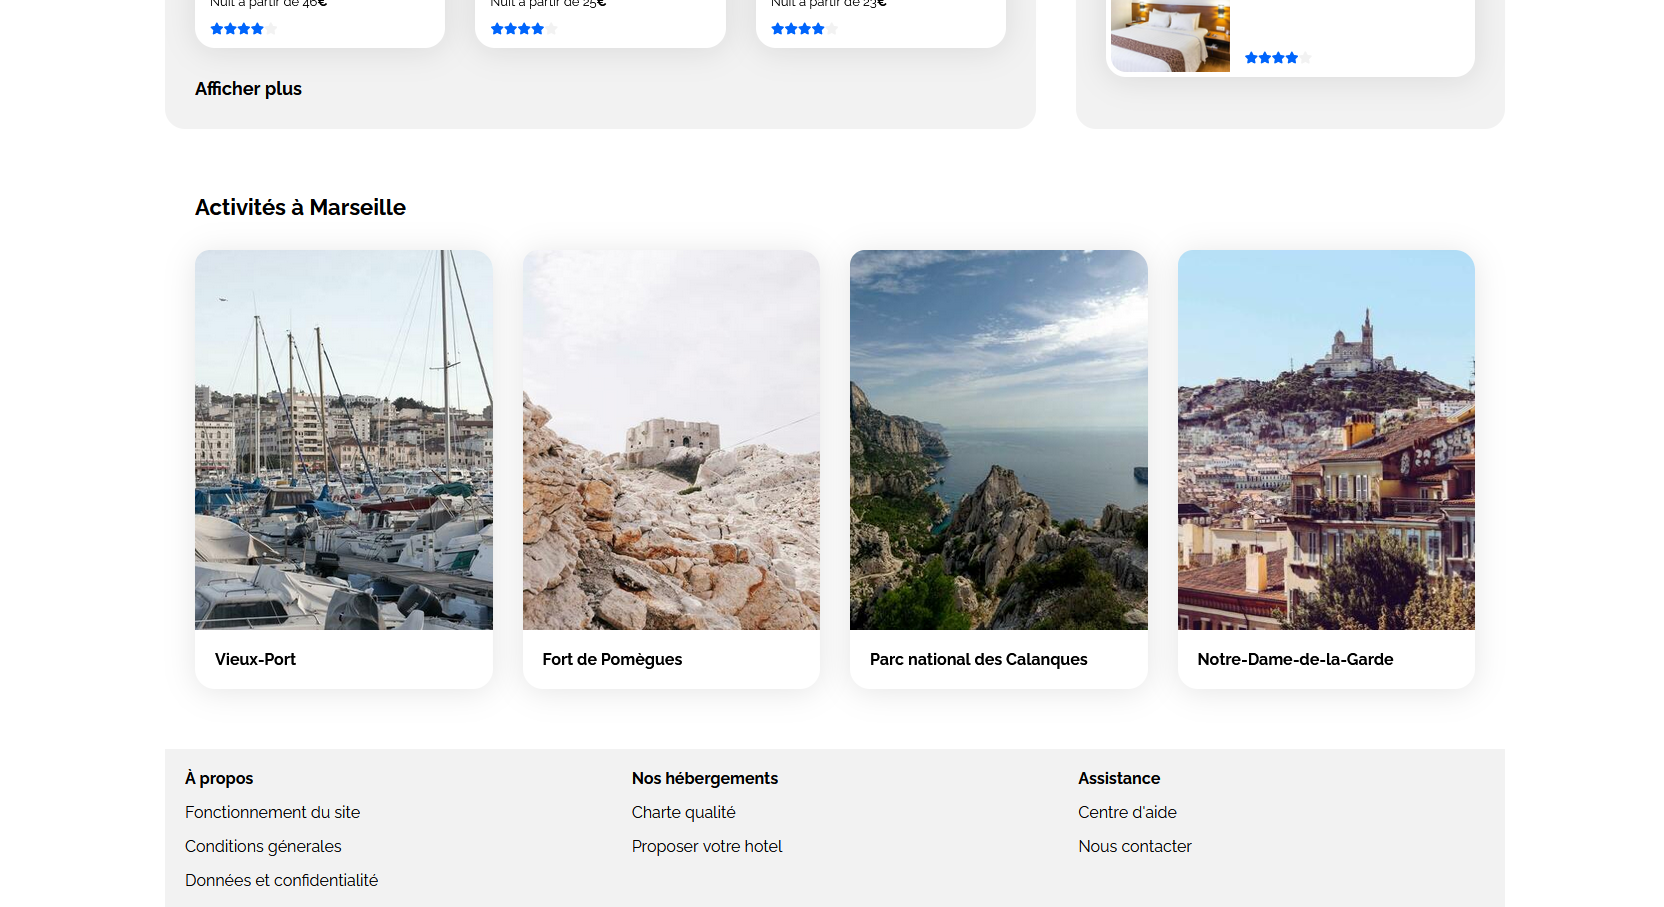 Nuit à partir de 46€
Nuit à partir de 25€
Nuit à partir de 23€
Afficher plus
Activités à Marseille
Vieux-Port
Fort de Pomègues
Parc national des Calanques
Notre-Dame-de-la-Garde
À propos
Fonctionnement du site
Conditions génerales
Données et confidentialité
Nos hébergements
Charte qualité
Proposer votre hotel
Assistance
Centre d'aide
Nous contacter